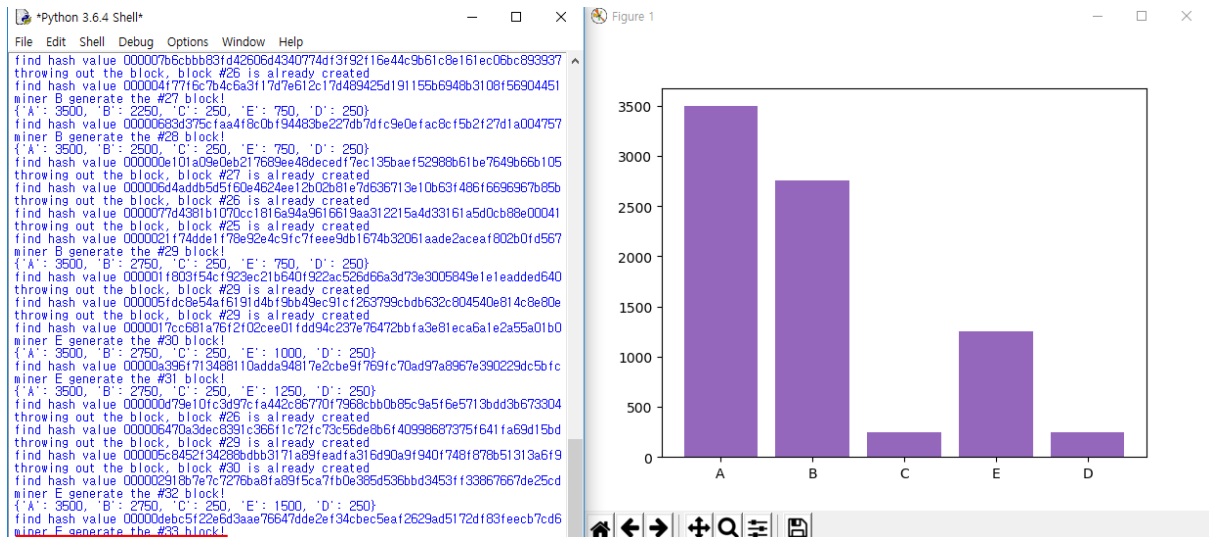 *Python 3.6.4 Shell*
File Edit Shell Debug Options Window Help
find hash value 000007b6cbbb83fd42606d4340774df3f92f16e44c9b61c8e161ec06bc893937
throwing out the block, block #26 is already created
find hash value 000004f77f6c7b4c6a3f17d7e612c17d489425d191155b6948b3108f56904451
miner B generate the #27 block!
{'A': 3500, 'B': 2250, 'C': 250, 'E': 750, 'D': 250}
find hash value 00000683d375cfaa4f8c0bf94483be227db7dfc9e0efac8cf5b2f27d1a004757
miner B generate the #28 block!
{'A': 3500, 'B': 2500, 'C': 250, 'E': 750, 'D': 250}
find hash value 000000e101a09e0eb217689ee48decedf7ec135baef52988b61be7649b66b105
throwing out the block, block #27 is already created
find hash value 000006d4addb5d5f60e4624ee12b02b81e7d636713e10b63f486f6696967b85b
throwing out the block, block #26 is already created
find hash value 0000077d4381b1070cc1816a94a9616619aa312215a4d33161a5d0cb88e00041
throwing out the block, block #25 is already created
find hash value 0000021f74dde1f78e92e4c9fc7feee9db1674b32061aade2aceaf802b0fd567
miner B generate the #29 block!
{'A': 3500, 'B': 2750, 'C': 250, 'E': 750, 'D': 250}
find hash value 000001f803f54cf923ec21b640f922ac526d66a3d73e3005849e1e1eadded640
throwing out the block, block #29 is already created
find hash value 000005fdc8e54af6191d4bf9bb49ec91cf263799cbdb632c804540e814c8e80e
throwing out the block, block #29 is already created
find hash value 0000017cc681a76f2f02cee01fdd94c237e76472bbfa3e81eca6a1e2a55a01b0
miner E generate the #30 block!
{'A': 3500, 'B': 2750, 'C': 250, 'E': 1000, 'D': 250}
find hash value 00000a396f713488110adda94817e2cbe9f769fc70ad97a8967e390229dc5bfc
miner E generate the #31 block!
{'A': 3500, 'B': 2750, 'C': 250, 'E': 1250, 'D': 250}
find hash value 000000d79e10fc3d97cfa442c86770f7968cbb0b85c9a5f6e5713bdd3b673304
throwing out the block, block #26 is already created
find hash value 000006470a3dec8391c366f1c72fc73c56de8b6f40998687375f641fa69d15bd
throwing out the block, block #29 is already created
find hash value 000005c8452f34288bdbb3171a89feadfa316d90a9f940f748f878b51313a6f9
throwing out the block, block #30 is already created
find hash value 000002918b7e7c7276ba8fa89f5ca7fb0e385d536bbd3453ff33867667de25cd
miner E generate the #32 block!
{'A': 3500, 'B': 2750, 'C': 250, 'E': 1500, 'D': 250}
find hash value 00000debc5f22e6d3aae76647dde2ef34cbec5eaf2629ad5172df83feecb7cd6
miner E generate the #33 block!
Figure 1
3500
3000
2500
2000
1500
1000
500
0
A B C E D